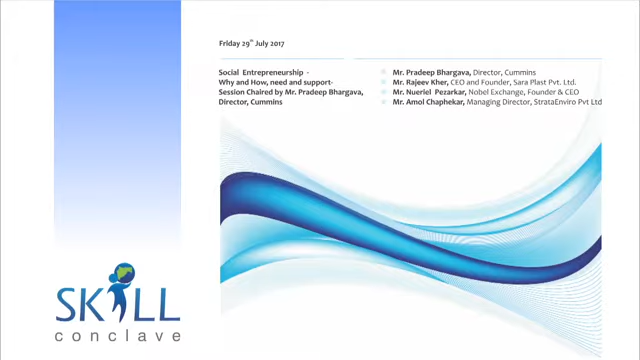 Friday 29th July 2017
Social Entrepreneurship -
Why and How, need and support-
Session Chaired by Mr. Pradeep Bhargava,
Director, Cummins
Mr. Pradeep Bhargava, Director, Cummins
Mr. Rajeev Kher, CEO and Founder, Sara Plast Pvt. Ltd.
Mr. Nueriel Pezarkar, Nobel Exchange, Founder & CEO
Mr. Amol Chaphekar, Managing Director, StrataEnviro Pvt Ltd
SKILL
conclave